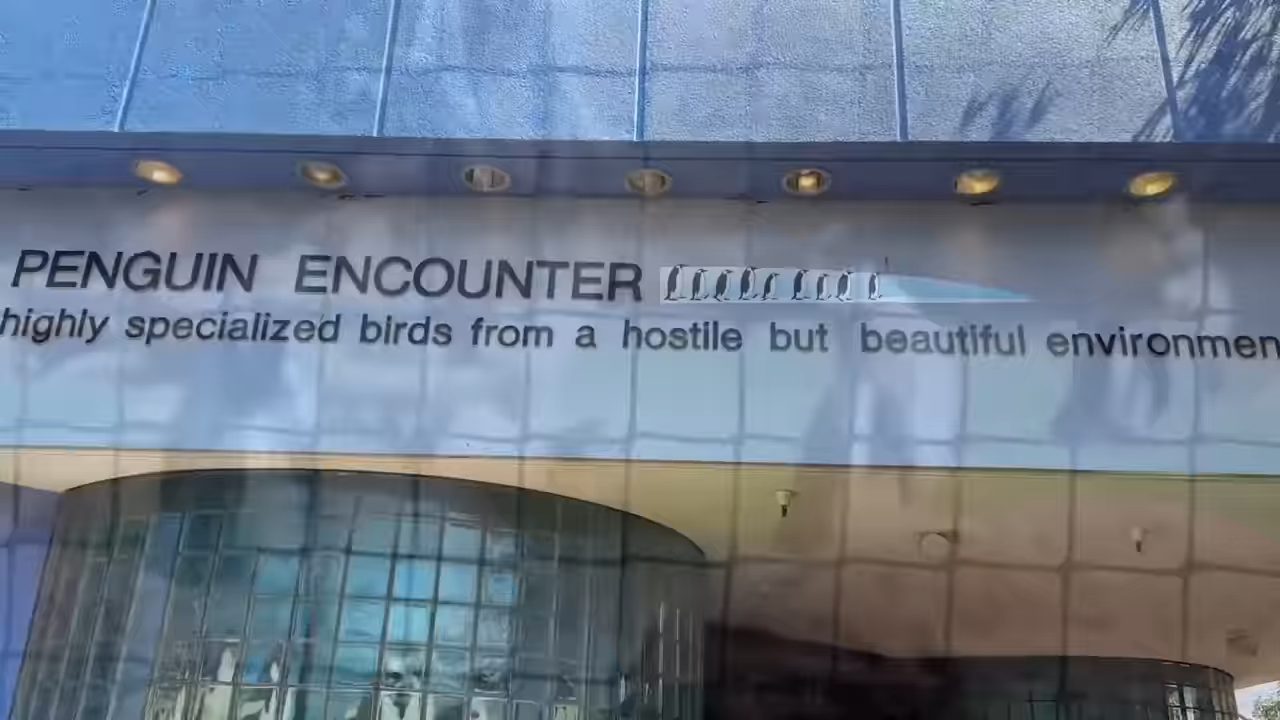 PENGUIN ENCOUNTER
highly specialized birds from a hostile but beautiful environmen